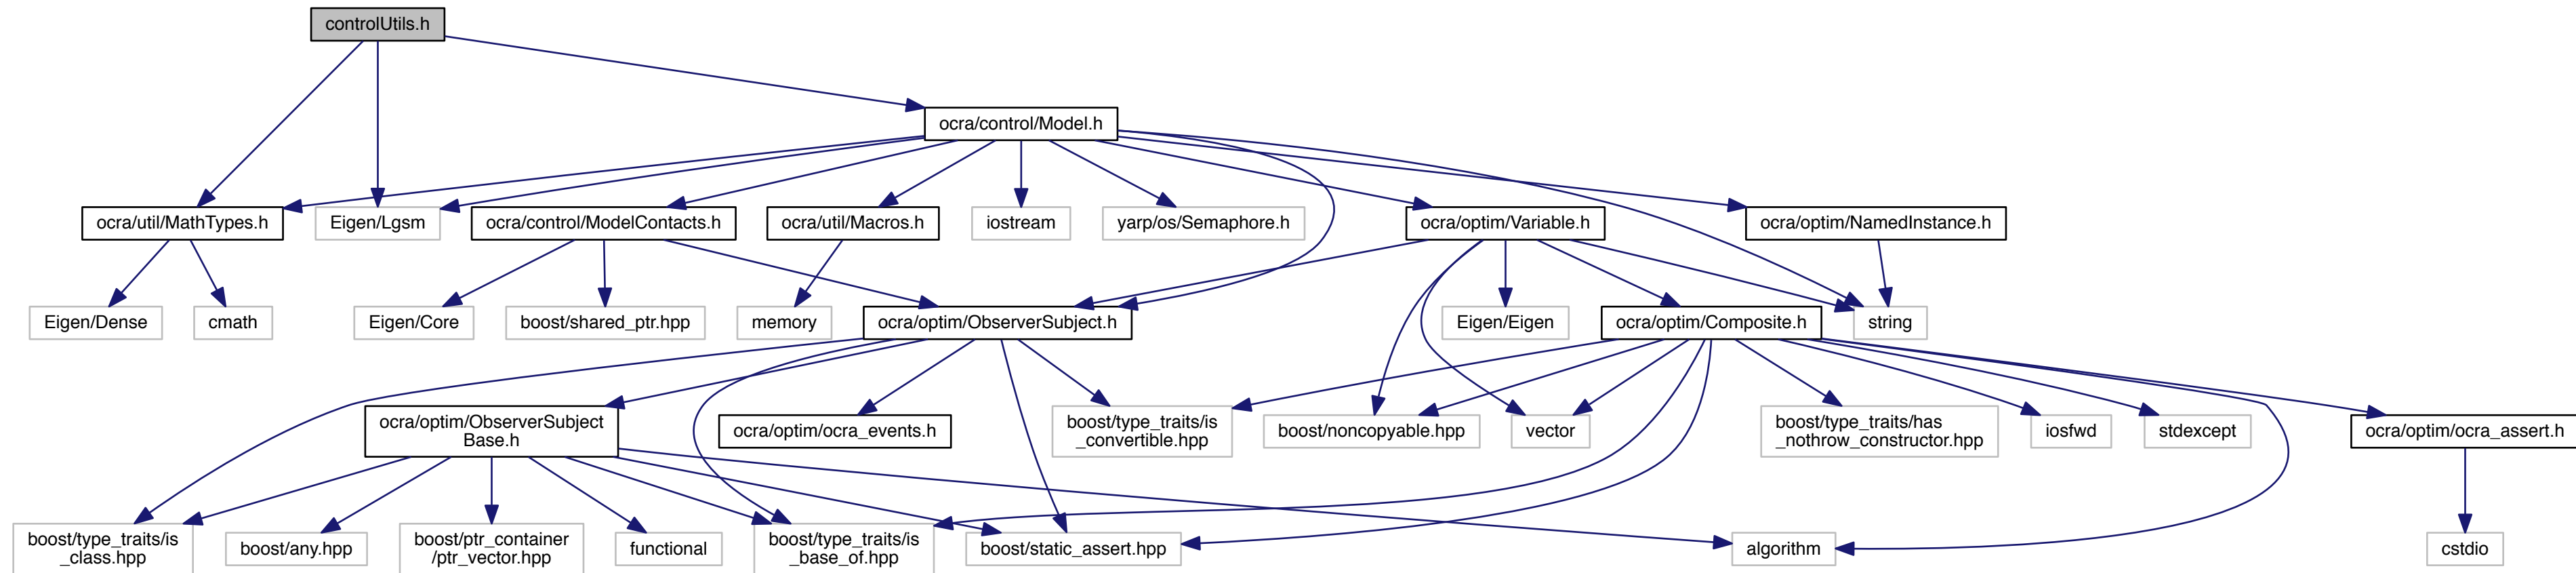 controlUtils.h
ocra/control/Model.h
ocra/util/MathTypes.h
Eigen/Lgsm
ocra/control/ModelContacts.h
ocra/util/Macros.h
iostream
yarp/os/Semaphore.h
ocra/optim/Variable.h
ocra/optim/NamedInstance.h
Eigen/Dense
cmath
Eigen/Core
boost/shared_ptr.hpp
memory
ocra/optim/ObserverSubject.h
Eigen/Eigen
ocra/optim/Composite.h
string
ocra/optim/ObserverSubject
Base.h
ocra/optim/ocra_events.h
boost/type_traits/is
_convertible.hpp
boost/noncopyable.hpp
vector
boost/type_traits/has
_nothrow_constructor.hpp
iosfwd
stdexcept
ocra/optim/ocra_assert.h
boost/type_traits/is
_class.hpp
boost/any.hpp
boost/ptr_container
/ptr_vector.hpp
functional
boost/type_traits/is
_base_of.hpp
boost/static_assert.hpp
algorithm
cstdio